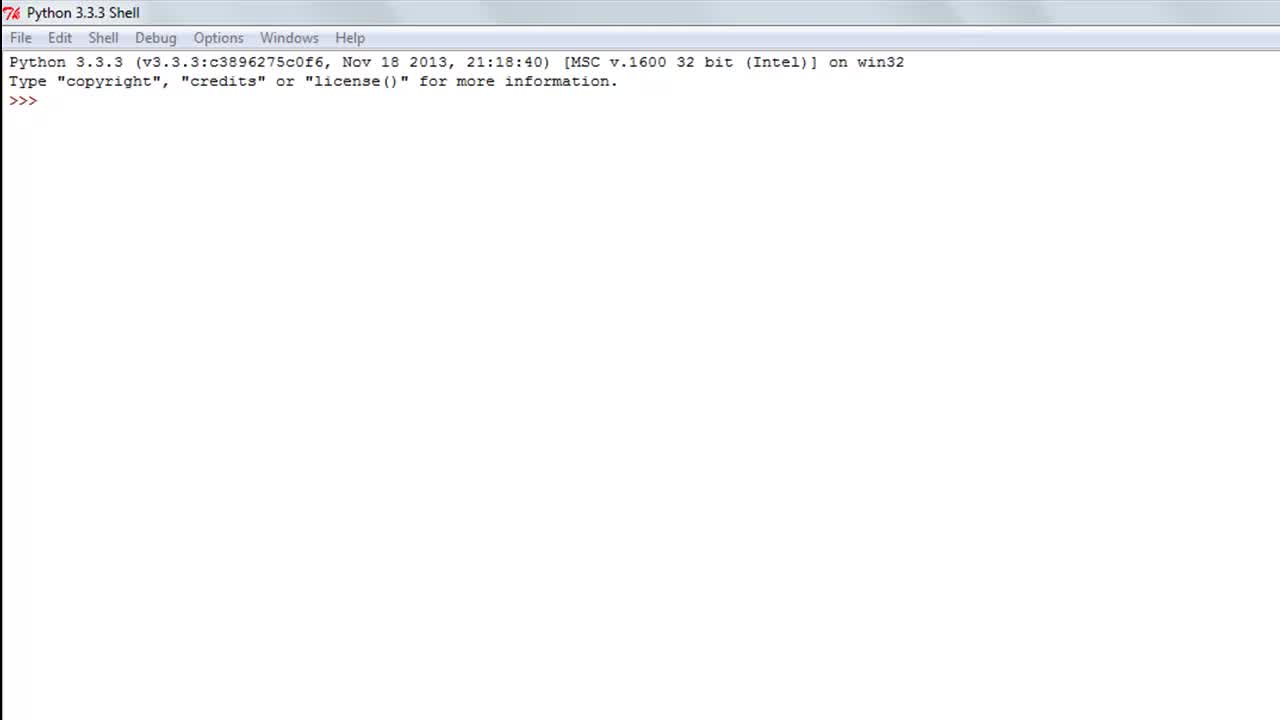 Python 3.3.3 Shell
File Edit Shell Debug Options Windows Help
Python 3.3.3 (v3.3.3:c3896275c0f6, Nov 18 2013, 21:18:40) [MSC v.1600 32 bit (Intel)] on win32
Type "copyright", "credits" or "license()" for more information.
>>>